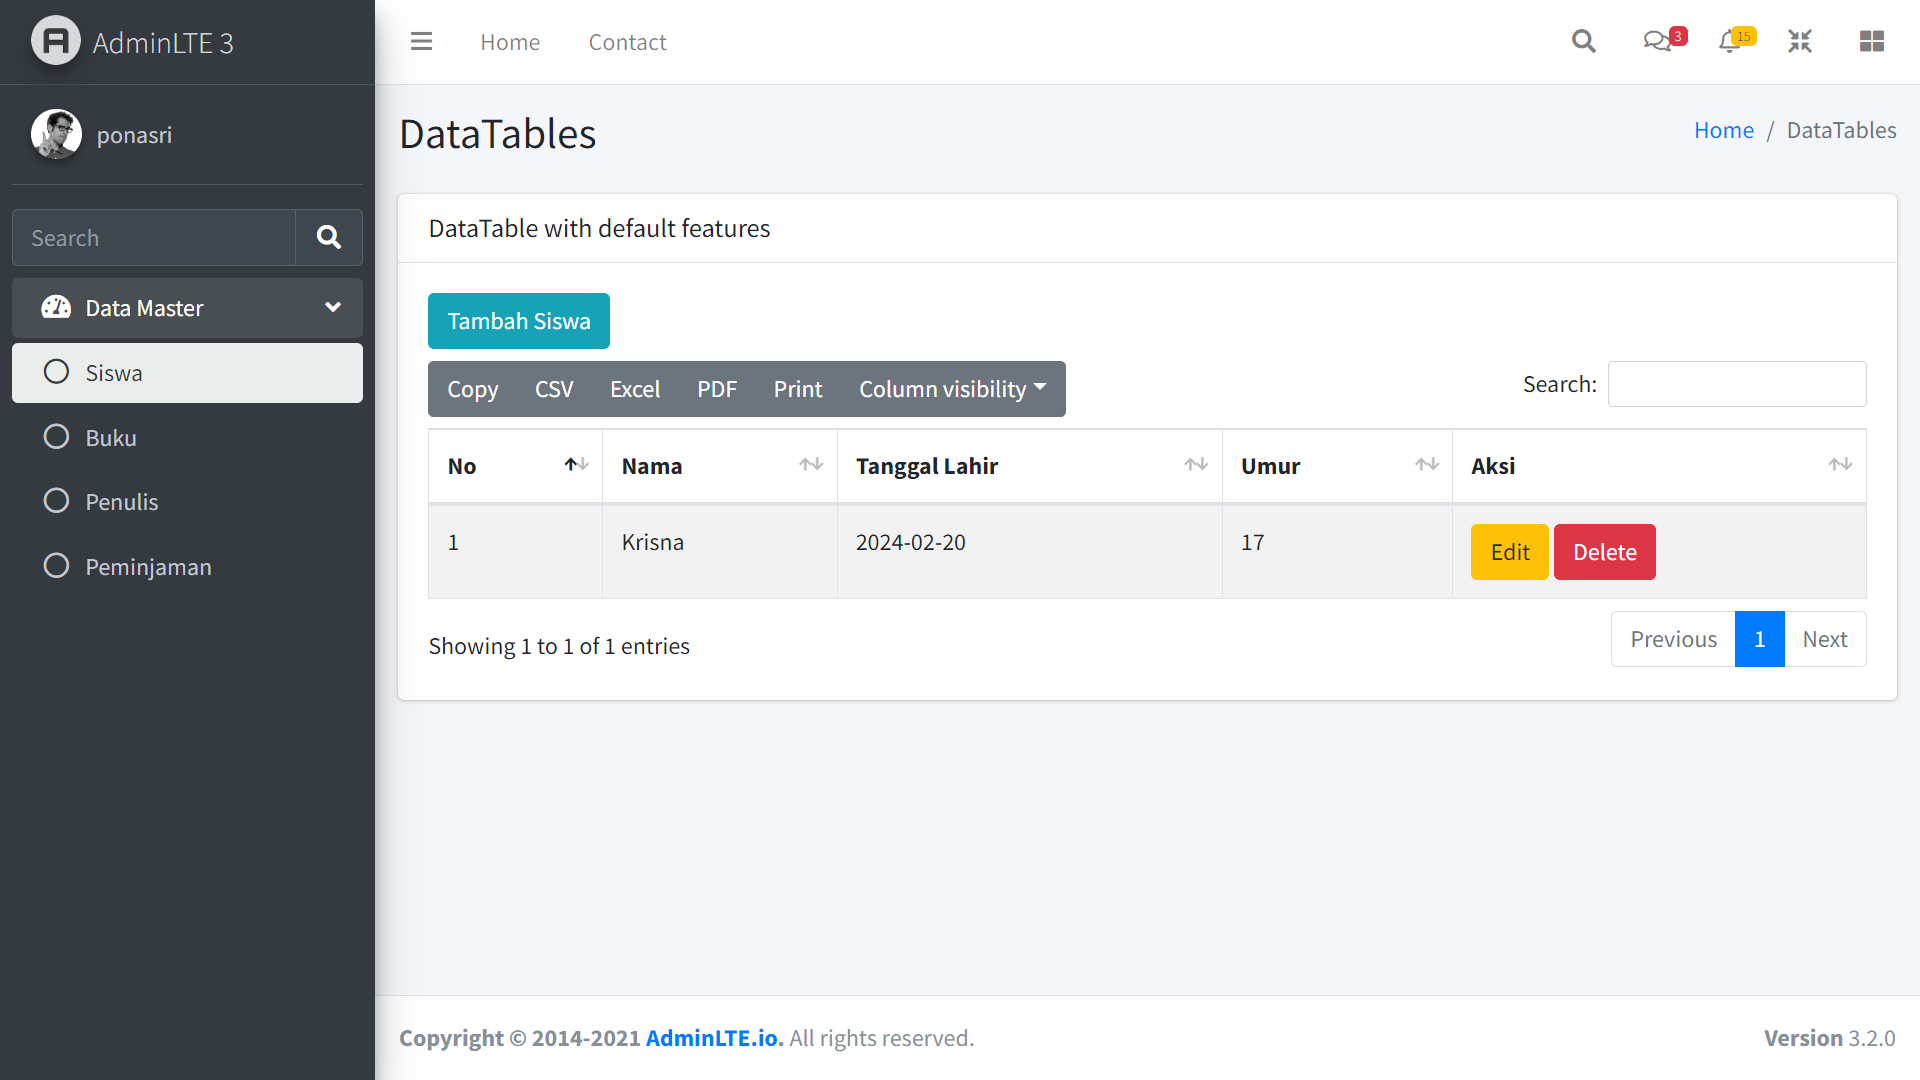 AdminLTE 3
Home
Contact
3
15
ponasri
DataTables
Home / DataTables
Search
DataTable with default features
Data Master
Tambah Siswa
Siswa
Copy CSV Excel PDF Print Column visibility
Search:
Buku
No Nama Tanggal Lahir Umur Aksi
Penulis
1 Krisna 2024-02-20 17 Edit Delete
Peminjaman
Showing 1 to 1 of 1 entries
Previous 1 Next
Copyright © 2014-2021 AdminLTE.io. All rights reserved.
Version 3.2.0